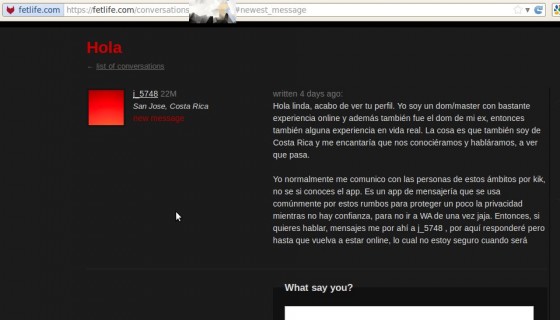 fetlife.com https://fetlife.com/conversations #newest_message
Hola
← list of conversations
j_5748 22M
San Jose, Costa Rica
new message
written 4 days ago:
Hola linda, acabo de ver tu perfil. Yo soy un dom/master con bastante
experiencia online y además también fue el dom de mi ex, entonces
también alguna experiencia en vida real. La cosa es que también soy de
Costa Rica y me encantaría que nos conociéramos y habláramos, a ver
que pasa.
Yo normalmente me comunico con las personas de estos ámbitos por kik,
no se si conoces el app. Es un app de mensajería que se usa
comúnmente por estos rumbos para proteger un poco la privacidad
mientras no hay confianza, para no ir a WA de una vez jaja. Entonces, si
quieres hablar, mensajes me por ahi a j_5748 , por aquí responderé pero
hasta que vuelva a estar online, lo cual no estoy seguro cuando será
What say you?